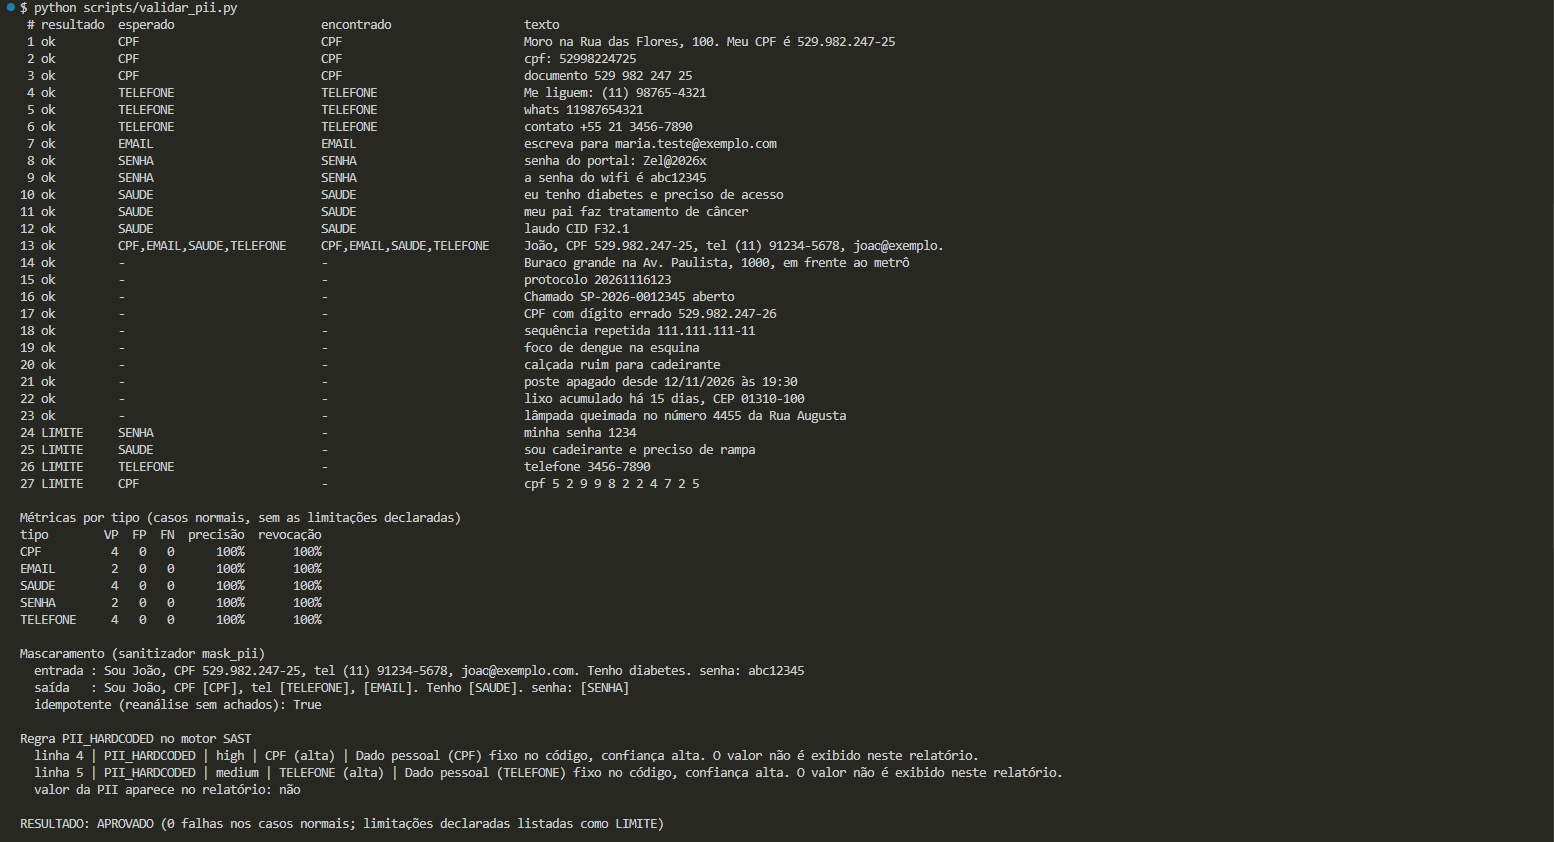 $ python scripts/validar_pii.py
# resultado esperado encontrado texto
1 ok CPF CPF Moro na Rua das Flores, 100. Meu CPF é 529.982.247-25
2 ok CPF CPF cpf: 52998224725
3 ok CPF CPF documento 529 982 247 25
4 ok TELEFONE TELEFONE Me liguem: (11) 98765-4321
5 ok TELEFONE TELEFONE whats 11987654321
6 ok TELEFONE TELEFONE contato +55 21 3456-7890
7 ok EMAIL EMAIL escreva para maria.teste@exemplo.com
8 ok SENHA SENHA senha do portal: Zel@2026x
9 ok SENHA SENHA a senha do wifi é abc12345
10 ok SAUDE SAUDE eu tenho diabetes e preciso de acesso
11 ok SAUDE SAUDE meu pai faz tratamento de câncer
12 ok SAUDE SAUDE laudo CID F32.1
13 ok CPF,EMAIL,SAUDE,TELEFONE CPF,EMAIL,SAUDE,TELEFONE João, CPF 529.982.247-25, tel (11) 91234-5678, joao@exemplo.
14 ok - - Buraco grande na Av. Paulista, 1000, em frente ao metrô
15 ok - - protocolo 20261116123
16 ok - - Chamado SP-2026-0012345 aberto
17 ok - - CPF com dígito errado 529.982.247-26
18 ok - - sequência repetida 111.111.111-11
19 ok - - foco de dengue na esquina
20 ok - - calçada ruim para cadeirante
21 ok - - poste apagado desde 12/11/2026 às 19:30
22 ok - - lixo acumulado há 15 dias, CEP 01310-100
23 ok - - lâmpada queimada no número 4455 da Rua Augusta
24 LIMITE SENHA - minha senha 1234
25 LIMITE SAUDE - sou cadeirante e preciso de rampa
26 LIMITE TELEFONE - telefone 3456-7890
27 LIMITE CPF - cpf 5 2 9 9 8 2 2 4 7 2 5
Métricas por tipo (casos normais, sem as limitações declaradas)
tipo VP FP FN precisão revocação
CPF 4 0 0 100% 100%
EMAIL 2 0 0 100% 100%
SAUDE 4 0 0 100% 100%
SENHA 2 0 0 100% 100%
TELEFONE 4 0 0 100% 100%
Mascaramento (sanitizador mask_pii)
entrada : Sou João, CPF 529.982.247-25, tel (11) 91234-5678, joao@exemplo.com. Tenho diabetes. senha: abc12345
saída : Sou João, CPF [CPF], tel [TELEFONE], [EMAIL]. Tenho [SAUDE]. senha: [SENHA]
idempotente (reanálise sem achados): True
Regra PII_HARDCODED no motor SAST
linha 4 | PII_HARDCODED | high | CPF (alta) | Dado pessoal (CPF) fixo no código, confiança alta. O valor não é exibido neste relatório.
linha 5 | PII_HARDCODED | medium | TELEFONE (alta) | Dado pessoal (TELEFONE) fixo no código, confiança alta. O valor não é exibido neste relatório.
valor da PII aparece no relatório: não
RESULTADO: APROVADO (0 falhas nos casos normais; limitações declaradas listadas como LIMITE)